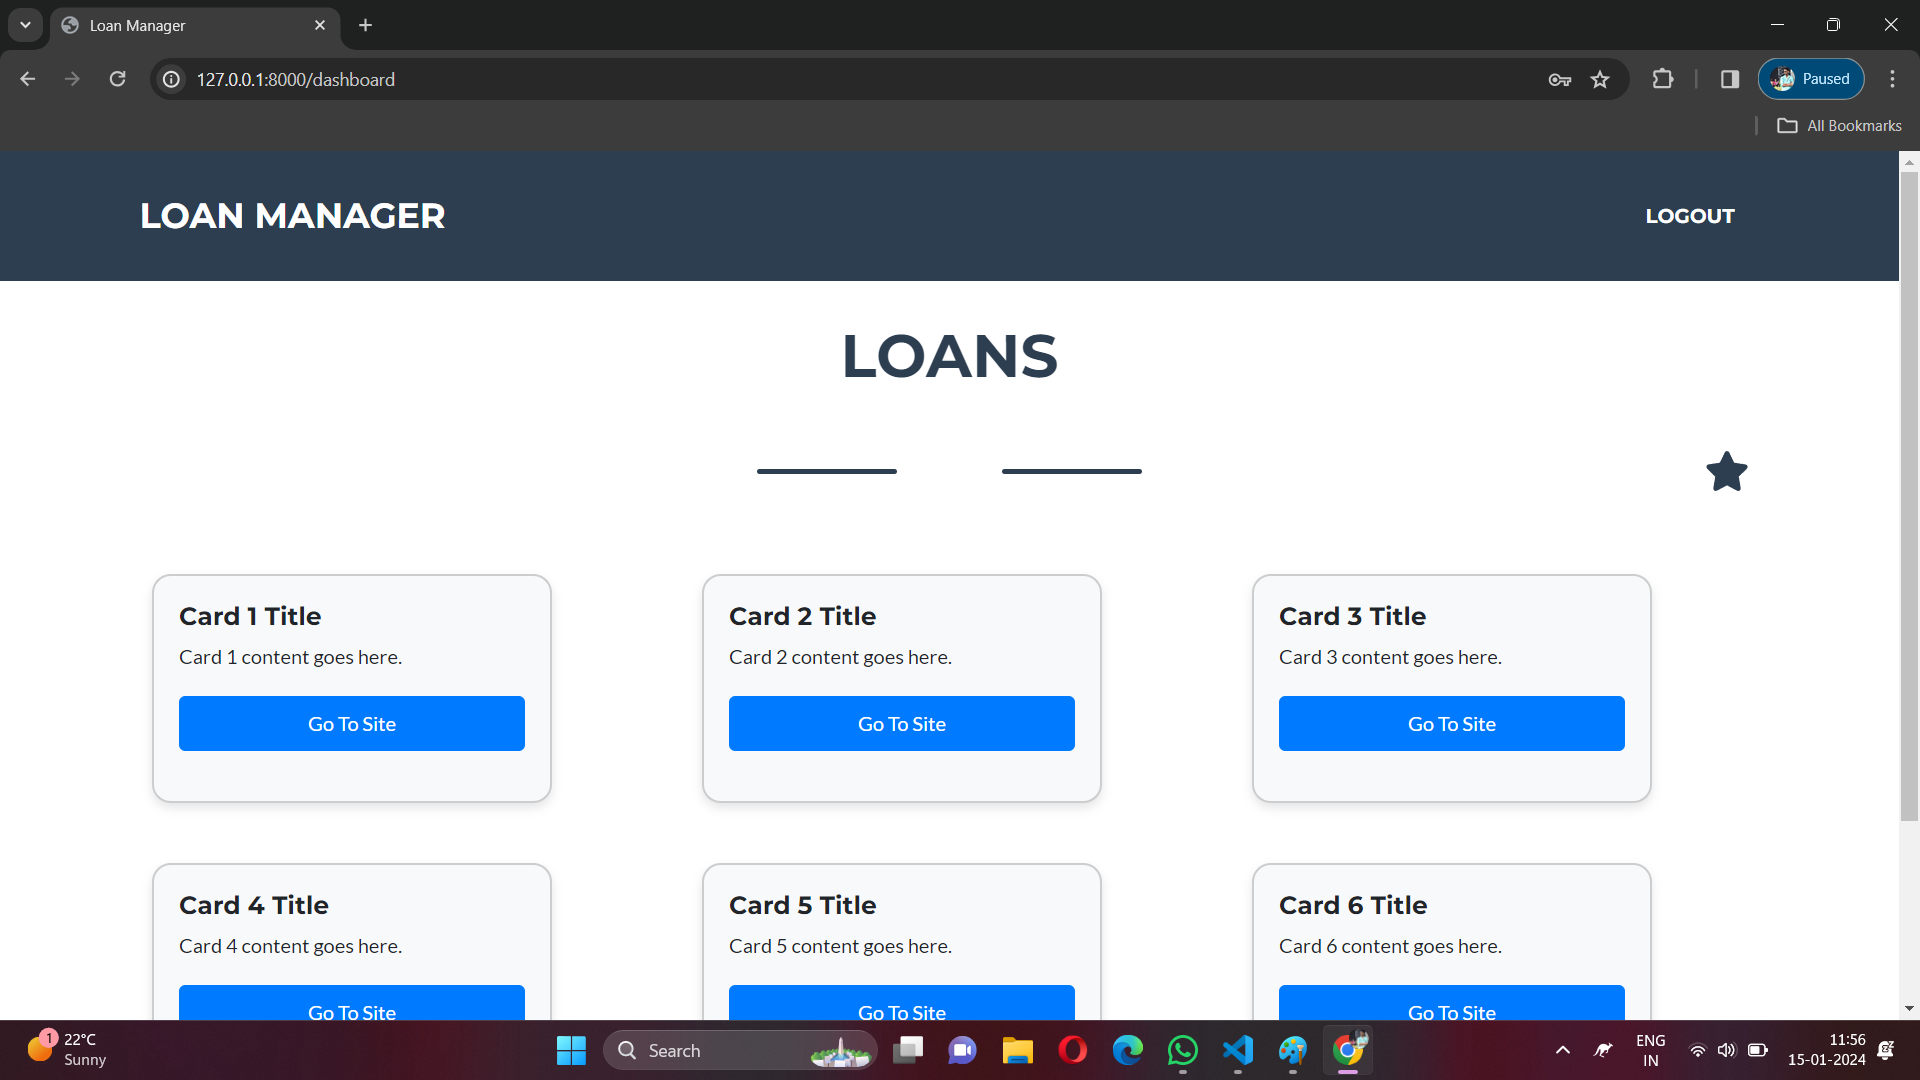 Loan Manager
127.0.0.1:8000/dashboard
Paused
All Bookmarks
LOAN MANAGER
LOGOUT
LOANS
Card 1 Title
Card 2 Title
Card 3 Title
Card 1 content goes here.
Card 2 content goes here.
Card 3 content goes here.
Go To Site
Go To Site
Go To Site
Card 4 Title
Card 5 Title
Card 6 Title
Card 4 content goes here.
Card 5 content goes here.
Card 6 content goes here.
Go To Site
Go To Site
Go To Site
1
22°C
Sunny
Search
ENG
IN
11:56
15-01-2024